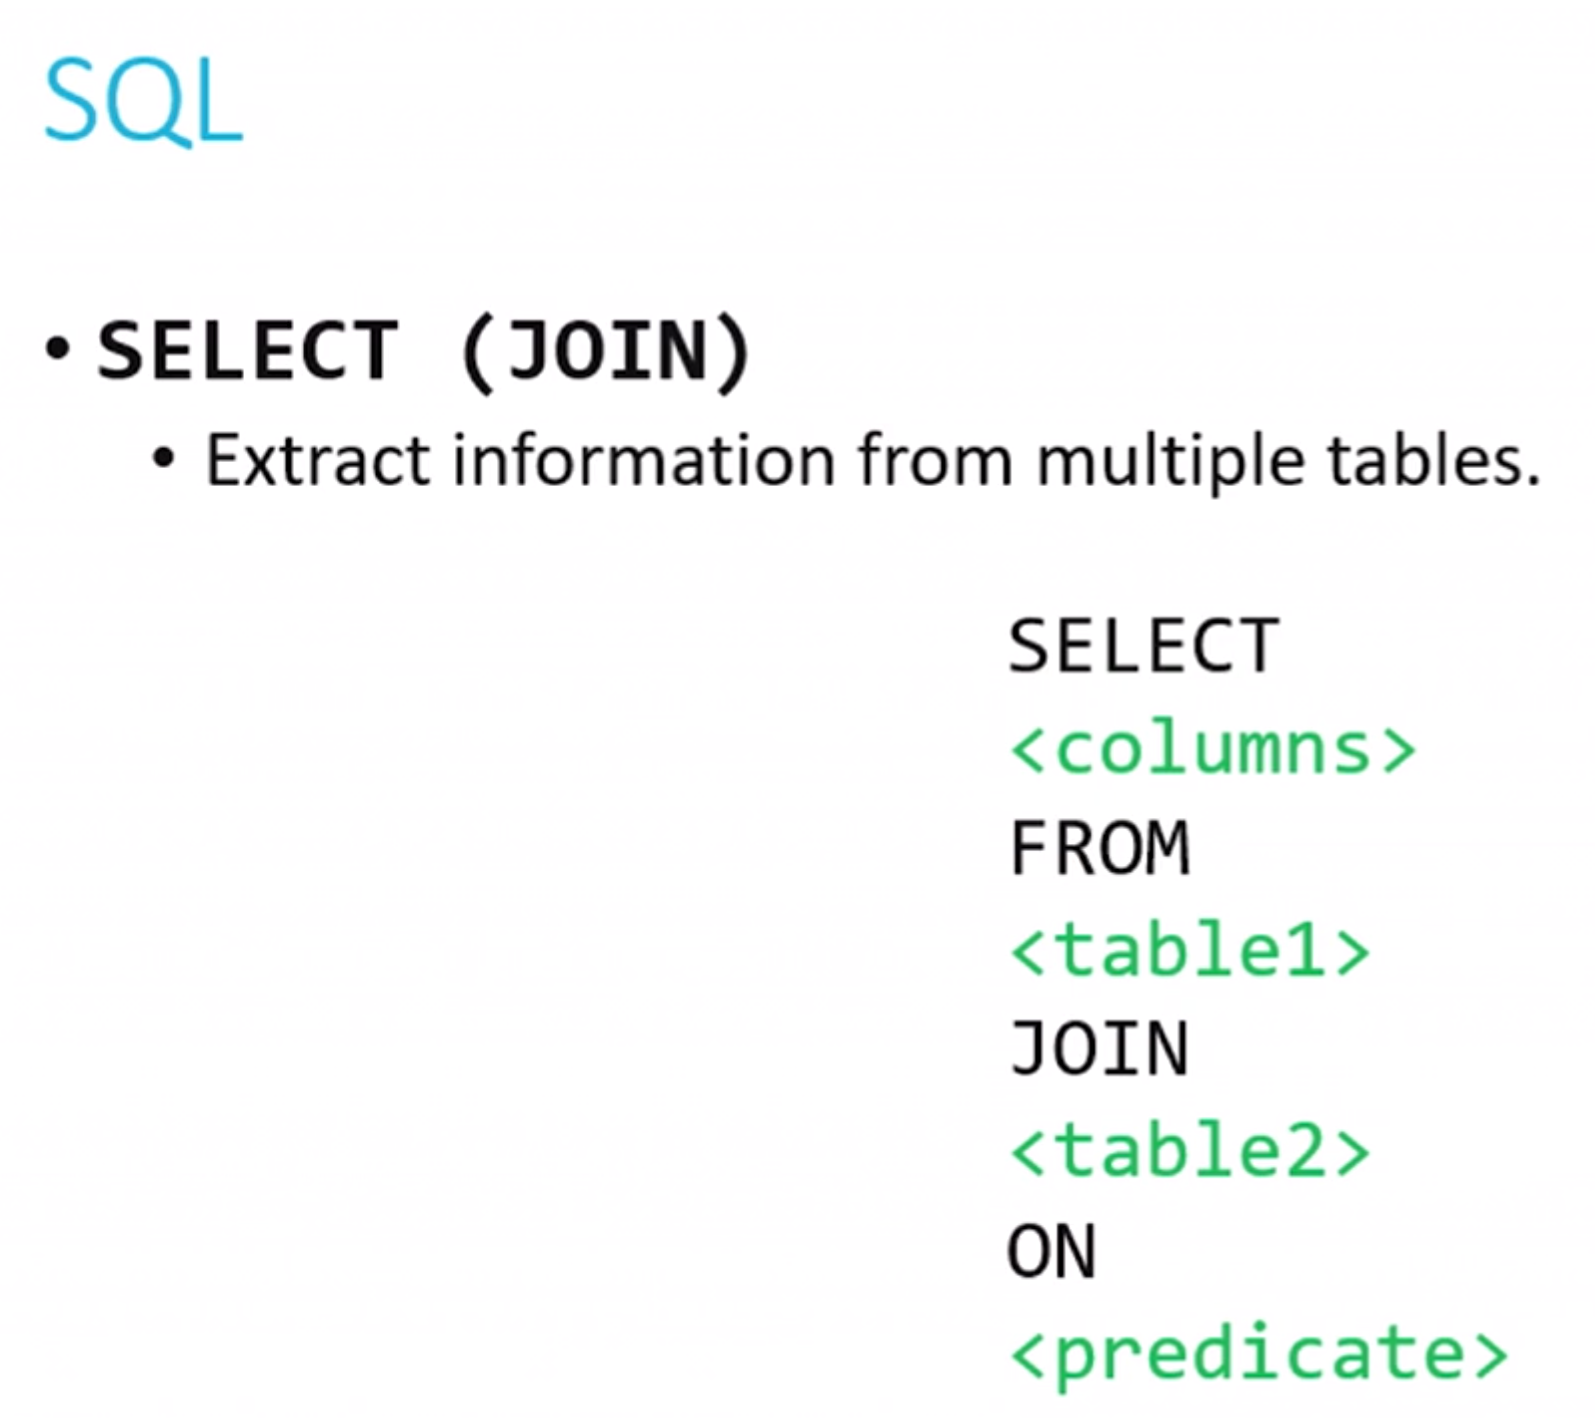 SQL
• SELECT (JOIN)
• Extract information from multiple tables.
SELECT
<columns>
FROM
<table1>
JOIN
<table2>
ON
<predicate>